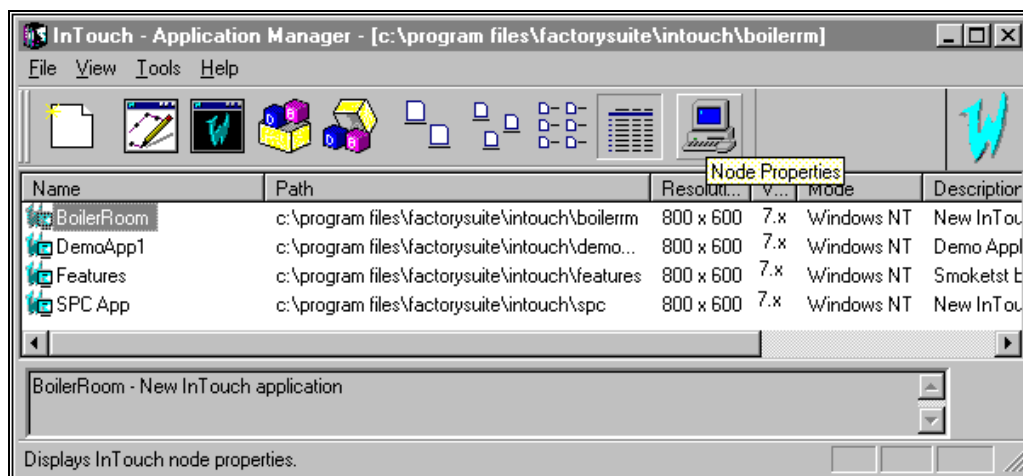 InTouch - Application Manager - [c:\program files\factorysuite\intouch\boilerrm]
File View Tools Help
Node Properties
Name Path Resoluti... V... Mode Description
BoilerRoom c:\program files\factorysuite\intouch\boilerrm 800 x 600 7.x Windows NT New InTou
DemoApp1 c:\program files\factorysuite\intouch\demo... 800 x 600 7.x Windows NT Demo Appl
Features c:\program files\factorysuite\intouch\features 800 x 600 7.x Windows NT Smoketst b
SPC App c:\program files\factorysuite\intouch\spc 800 x 600 7.x Windows NT New InTou
BoilerRoom - New InTouch application
Displays InTouch node properties.